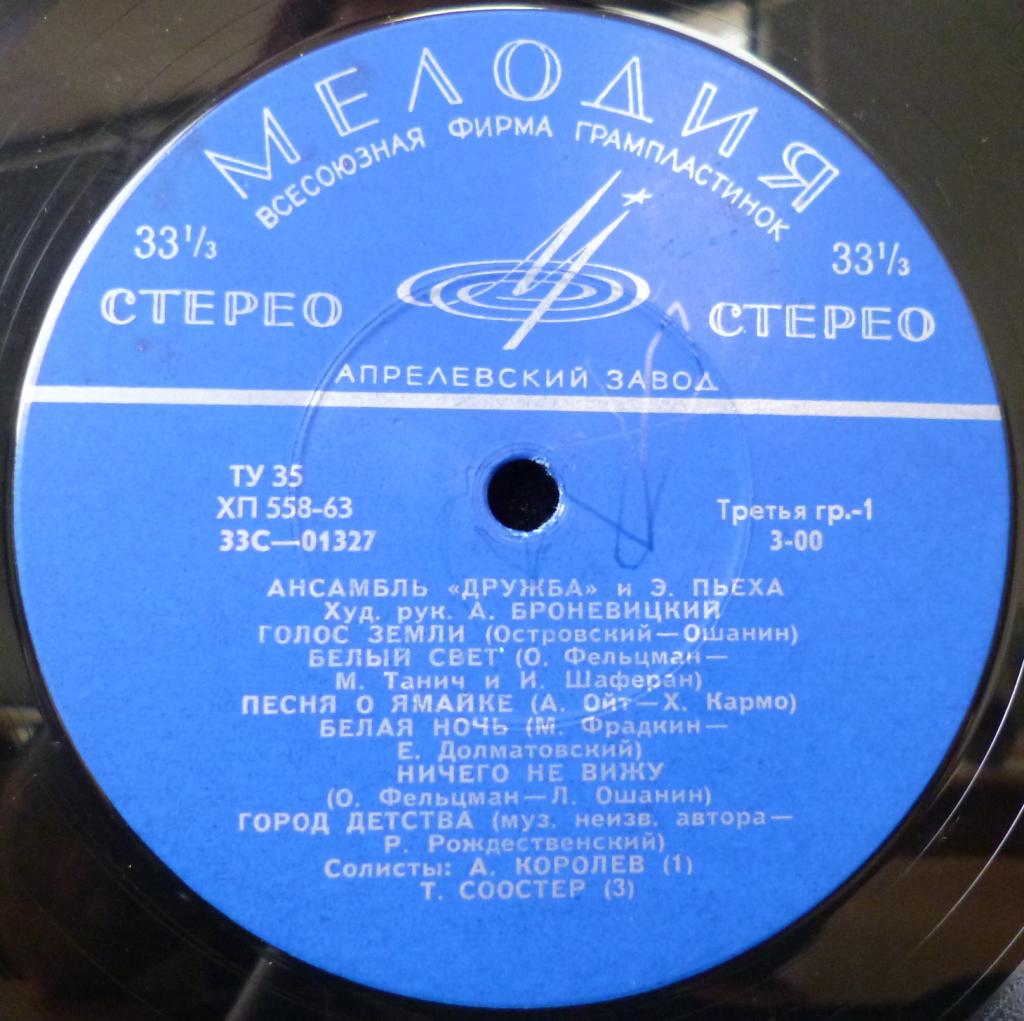 МЕЛОДИЯ
ВСЕСОЮЗНАЯ ФИРМА ГРАМПЛАСТИНОК
33⅓
33⅓
СТЕРЕО
СТЕРЕО
АПРЕЛЕВСКИЙ ЗАВОД
ТУ 35
ХП 558-63
33С—01327
Третья гр.-1
3-00
АНСАМБЛЬ «ДРУЖБА» и Э. ПЬЕХА
Худ. рук. А. БРОНЕВИЦКИЙ
ГОЛОС ЗЕМЛИ (Островский—Ошанин)
БЕЛЫЙ СВЕТ (О. Фельцман—
М. Танич и И. Шаферан)
ПЕСНЯ О ЯМАЙКЕ (А. Ойт—Х. Кармо)
БЕЛАЯ НОЧЬ (М. Фрадкин—
Е. Долматовский)
НИЧЕГО НЕ ВИЖУ
(О. Фельцман—Л. Ошанин)
ГОРОД ДЕТСТВА (муз. неизв. автора—
Р. Рождественский)
Солисты: А. КОРОЛЕВ (1)
Т. СООСТЕР (3)